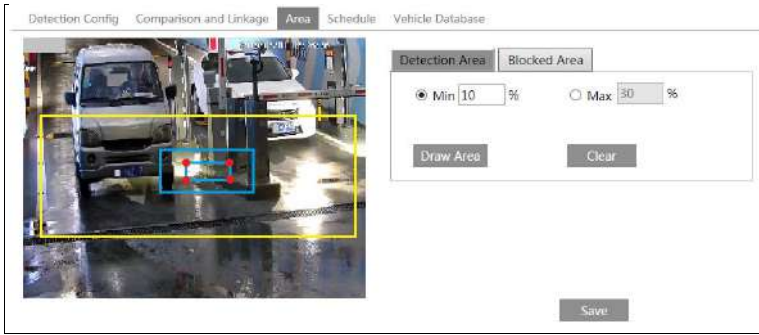 Detection Config Comparison and Linkage Area Schedule Vehicle Database
Detection Area Blocked Area
Min 10 % Max 30 %
Draw Area Clear
Save